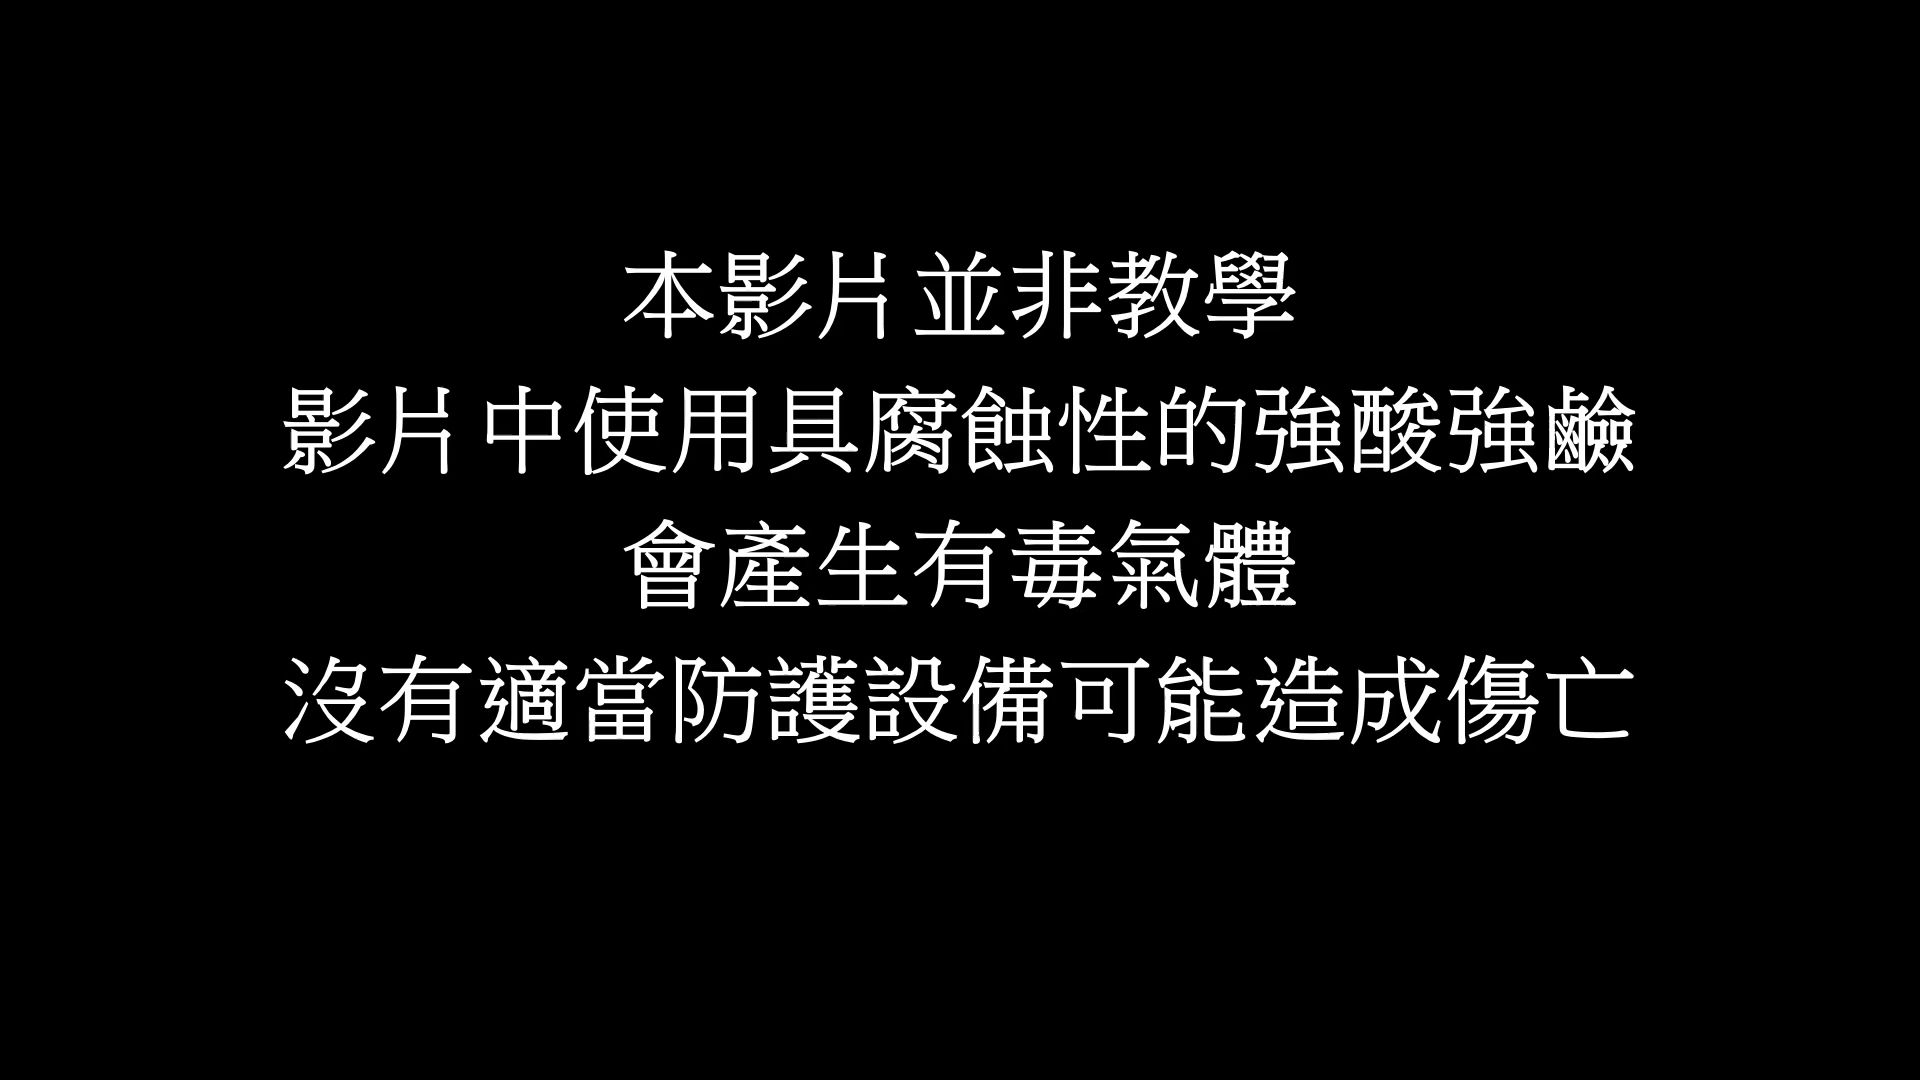 本影片並非教學
影片中使用具腐蝕性的強酸強鹼
會產生有毒氣體
沒有適當防護設備可能造成傷亡